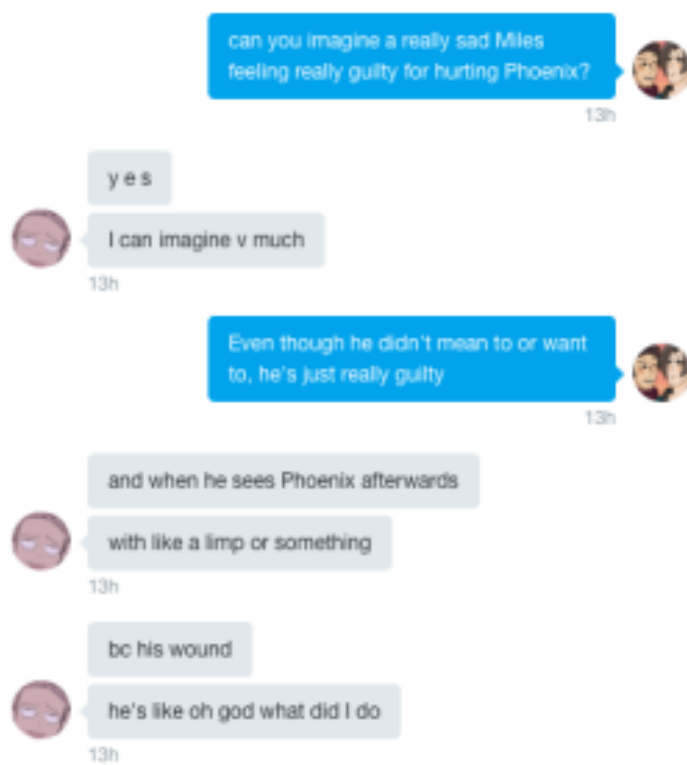 can you imagine a really sad Miles
feeling really guilty for hurting Phoenix?
13h
y e s
I can imagine v much
13h
Even though he didn't mean to or want
to, he's just really guilty
13h
and when he sees Phoenix afterwards
with like a limp or something
13h
bc his wound
he's like oh god what did I do
13h